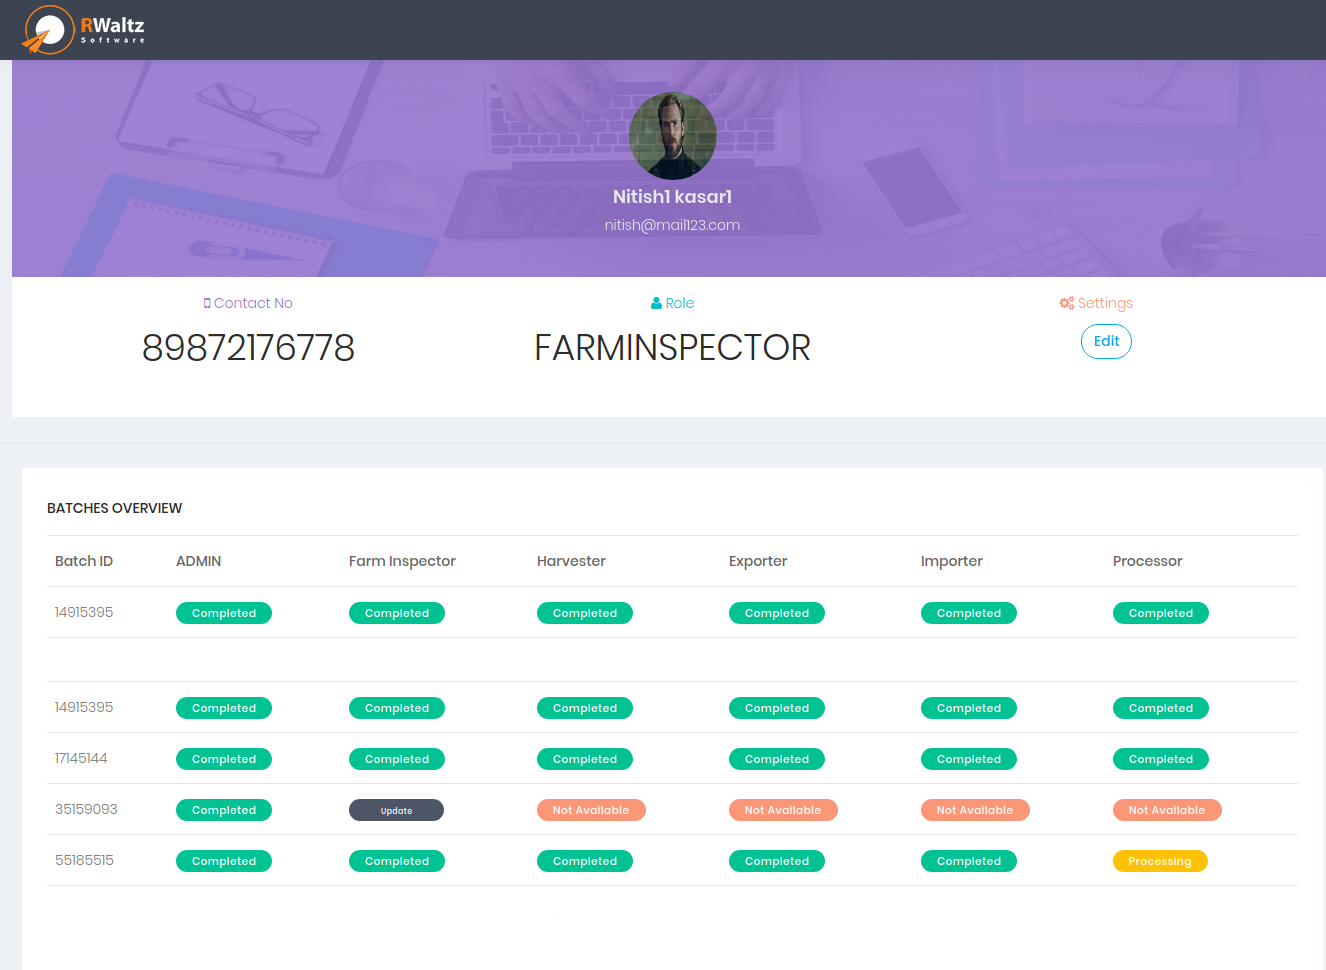 RWaltz
Software
Nitish1 kasar1
nitish@mail123.com
Contact No
Role
Settings
89872176778
FARMINSPECTOR
Edit
BATCHES OVERVIEW
Batch ID ADMIN Farm Inspector Harvester Exporter Importer Processor
14915395 Completed Completed Completed Completed Completed Completed
14915395 Completed Completed Completed Completed Completed Completed
17145144 Completed Completed Completed Completed Completed Completed
35159093 Completed Update Not Available Not Available Not Available Not Available
55185515 Completed Completed Completed Completed Completed Processing